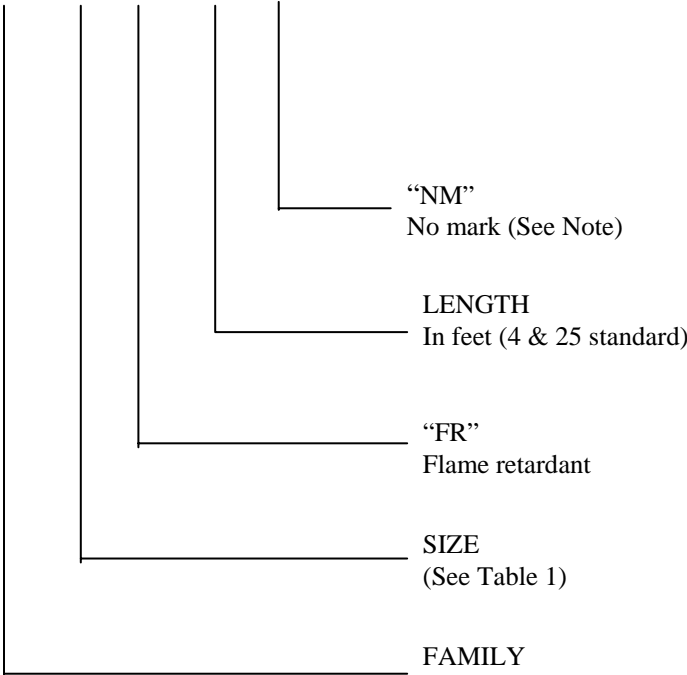 “NM”
No mark (See Note)
LENGTH
In feet (4 & 25 standard)
“FR”
Flame retardant
SIZE
(See Table 1)
FAMILY